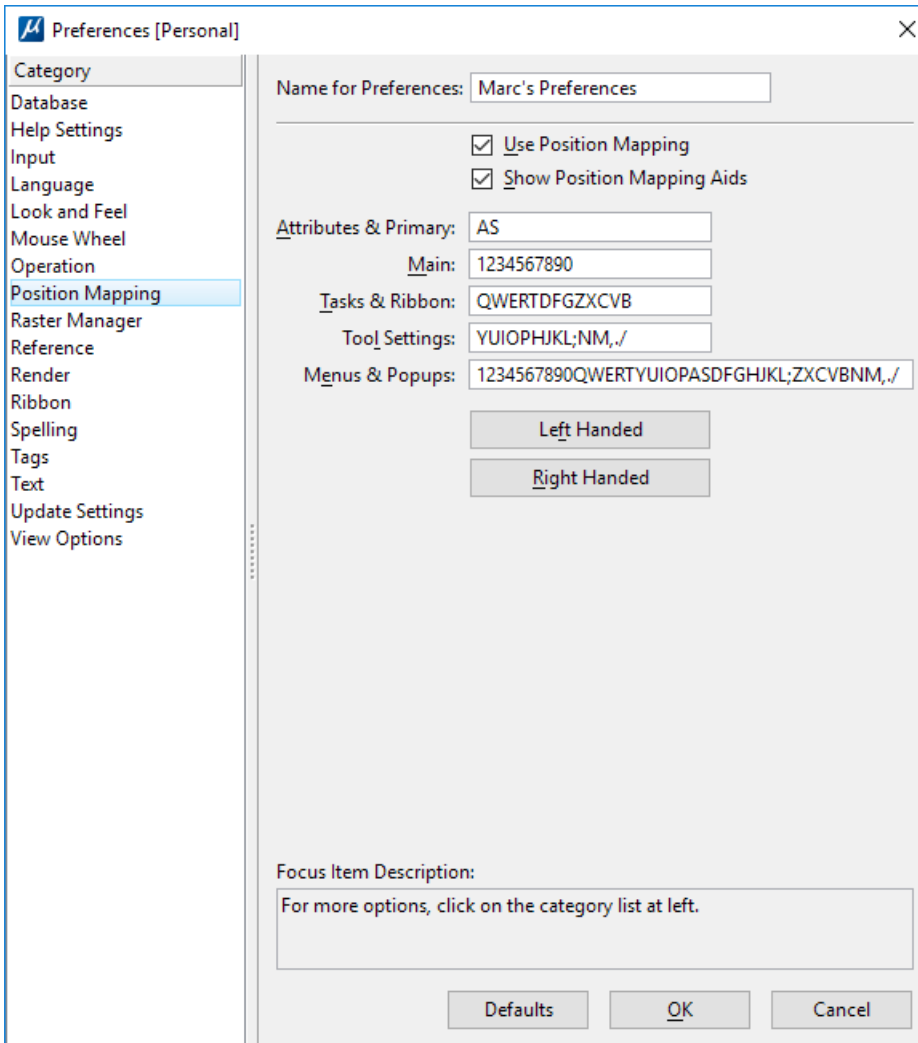 Preferences [Personal]
Category
Database
Help Settings
Input
Language
Look and Feel
Mouse Wheel
Operation
Position Mapping
Raster Manager
Reference
Render
Ribbon
Spelling
Tags
Text
Update Settings
View Options
Name for Preferences: Marc's Preferences
Use Position Mapping
Show Position Mapping Aids
Attributes & Primary: AS
Main: 1234567890
Tasks & Ribbon: QWERTDFGZXCVB
Tool Settings: YUIOPHJKL;NM,./
Menus & Popups: 1234567890QWERTYUIOPASDFGHJKL;ZXCVBNM,./
Left Handed
Right Handed
Focus Item Description:
For more options, click on the category list at left.
Defaults OK Cancel